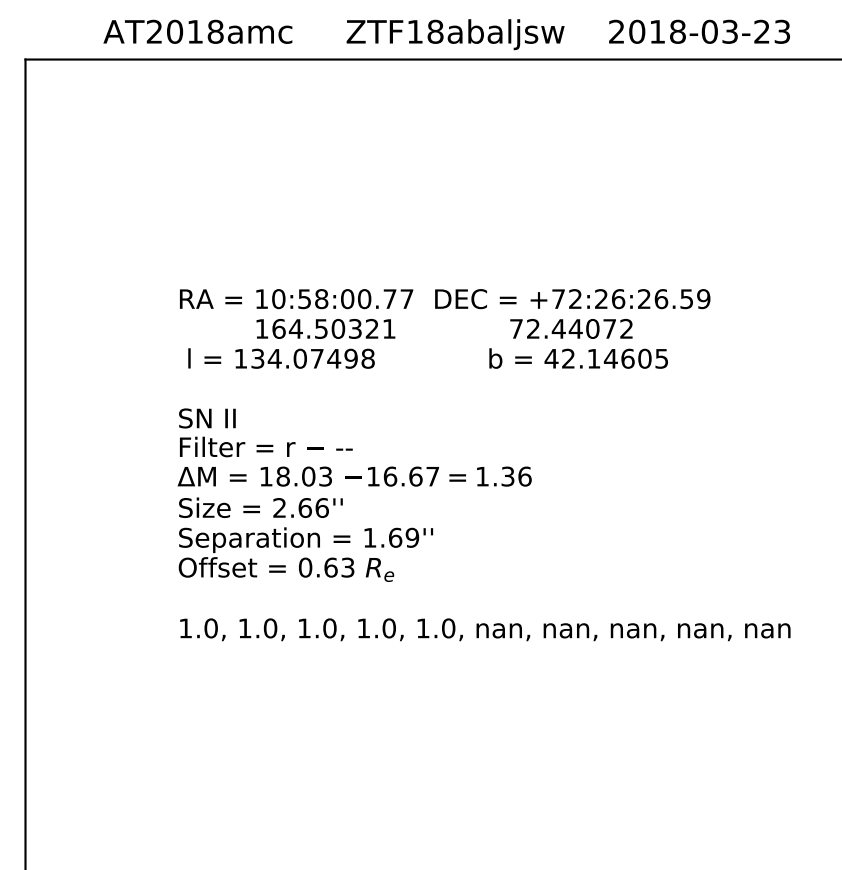 AT2018amc ZTF18abaljsw 2018-03-23
RA = 10:58:00.77 DEC = +72:26:26.59
164.50321 72.44072
l = 134.07498 b = 42.14605
SN II
Filter = r − --
ΔM = 18.03 −16.67 = 1.36
Size = 2.66''
Separation = 1.69''
Offset = 0.63 Rₑ
1.0, 1.0, 1.0, 1.0, 1.0, nan, nan, nan, nan, nan